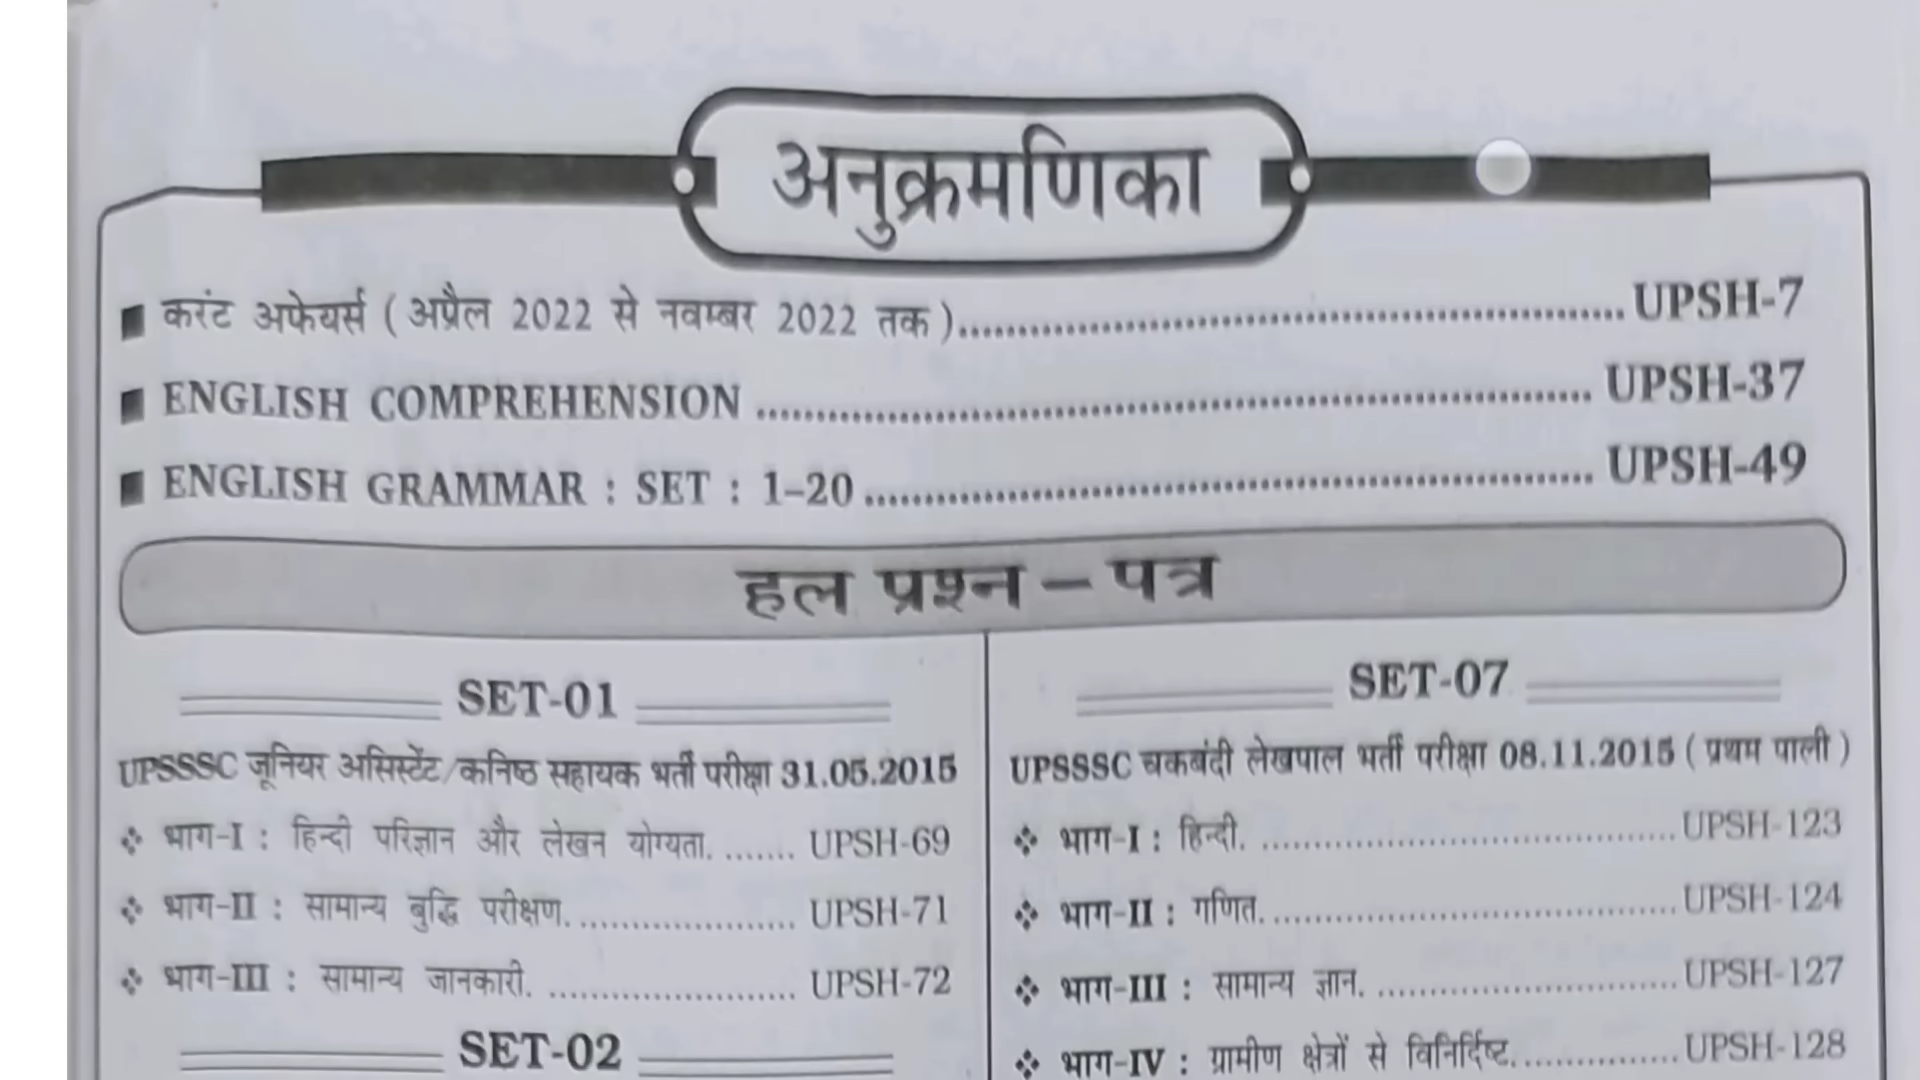 अनुक्रमणिका
■ करंट अफेयर्स ( अप्रैल 2022 से नवम्बर 2022 तक )........................................................ UPSH-7
■ ENGLISH COMPREHENSION ........................................................ UPSH-37
■ ENGLISH GRAMMAR : SET : 1–20 ........................................................ UPSH-49
हल प्रश्न – पत्र
SET-01
UPSSSC जूनियर असिस्टेंट/कनिष्ठ सहायक भर्ती परीक्षा 31.05.2015
❖ भाग-I : हिन्दी परिज्ञान और लेखन योग्यता. ....... UPSH-69
❖ भाग-II : सामान्य बुद्धि परीक्षण. ..................... UPSH-71
❖ भाग-III : सामान्य जानकारी. ....................... UPSH-72
SET-02
SET-07
UPSSSC चकबंदी लेखपाल भर्ती परीक्षा 08.11.2015 ( प्रथम पाली )
❖ भाग-I : हिन्दी. ....................................... UPSH-123
❖ भाग-II : गणित. ...................................... UPSH-124
❖ भाग-III : सामान्य ज्ञान. ............................ UPSH-127
❖ भाग-IV : ग्रामीण क्षेत्रों से विनिर्दिष्ट. ............... UPSH-128